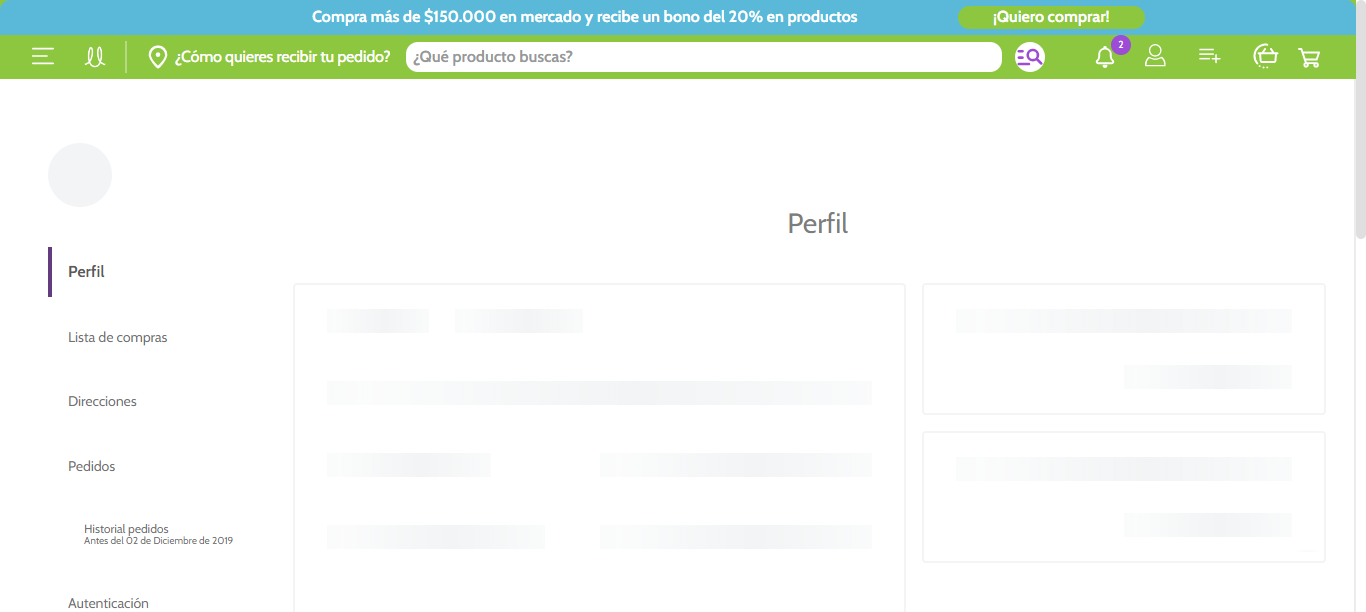 Compra más de $150.000 en mercado y recibe un bono del 20% en productos
¡Quiero comprar!
¿Cómo quieres recibir tu pedido?
¿Qué producto buscas?
2
Perfil
Perfil
Lista de compras
Direcciones
Pedidos
Historial pedidos
Antes del 02 de Diciembre de 2019
Autenticación